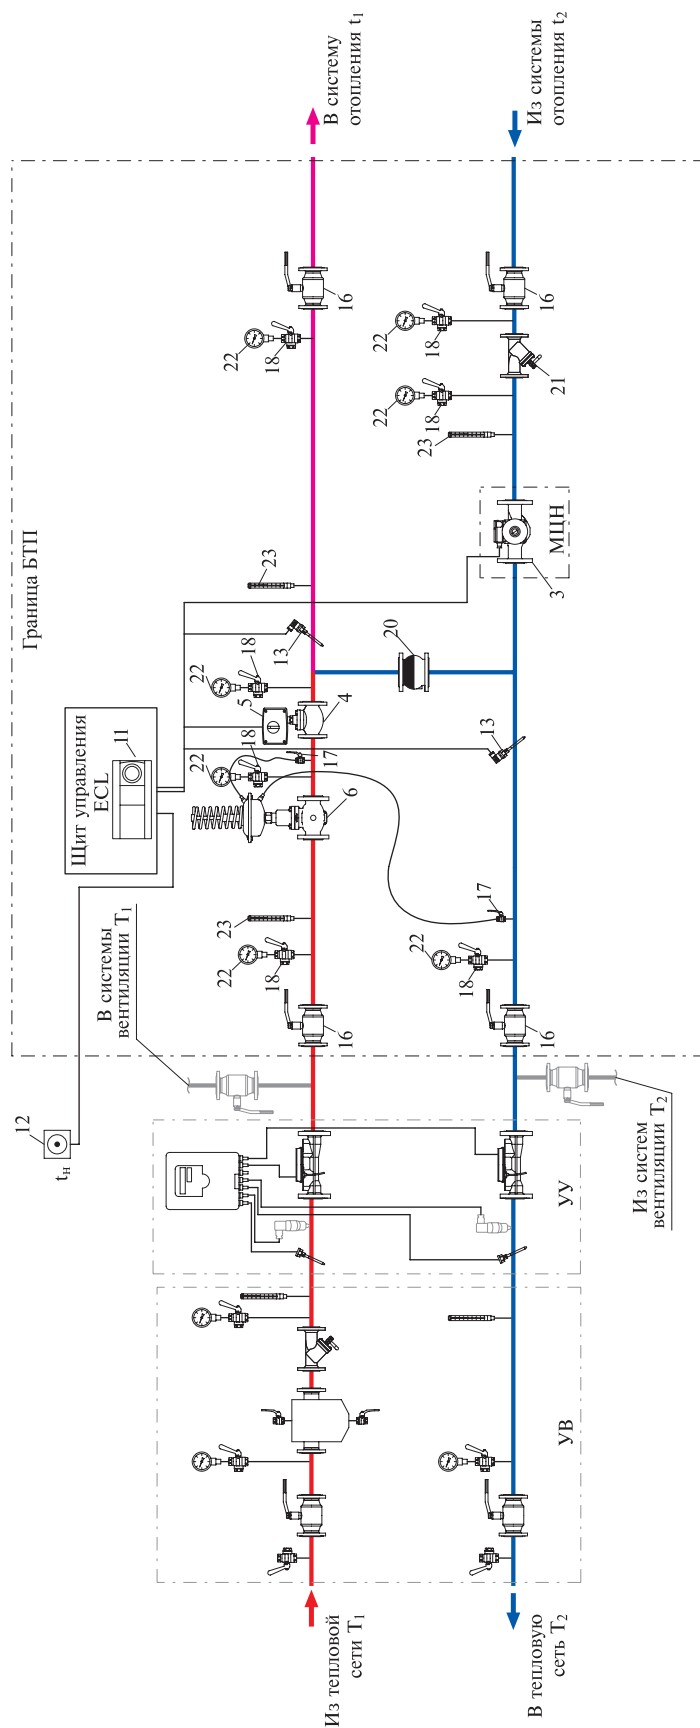 Граница БТП
12
tн
Щит управления
ECL
11
В системы
вентиляции T1
22
18
23
22
18
22
18
5
17
6
4
13
23
22
18
16
16
В систему
отопления t1
Из тепловой
сети T1
20
22
18
17
13
23
22
18
22
18
16
16
21
3
МЦН
Из системы
отопления t2
В тепловую
сеть T2
УВ
УУ
Из систем
вентиляции T2